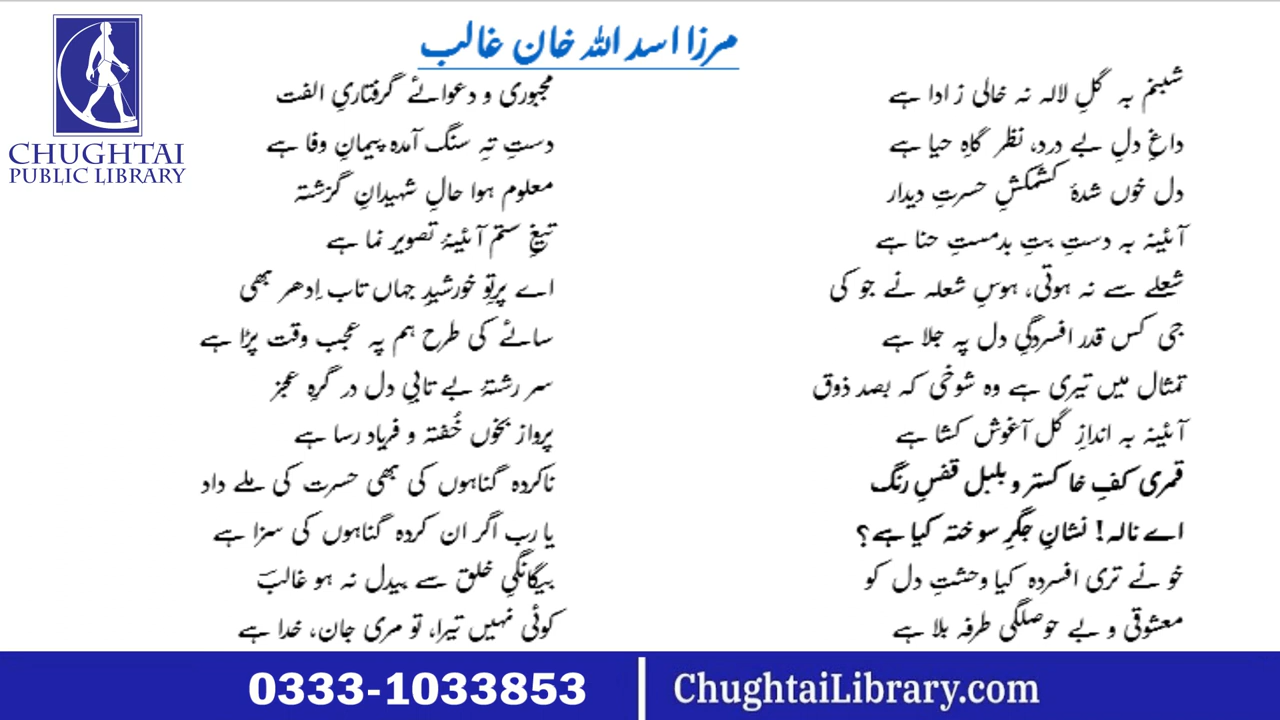 مرزا اسد اللہ خان غالب
شبنم بہ گلِ لالہ نہ خالی ز ادا ہے
داغِ دلِ بے درد، نظر گاہِ حیا ہے
دل خوں شدۂ کشمکشِ حسرتِ دیدار
آئینہ بہ دستِ بتِ بدمستِ حنا ہے
شعلے سے نہ ہوتی، ہوسِ شعلہ نے جو کی
جی کس قدر افسردگیِ دل پہ جلا ہے
تمثال میں تیری ہے وہ شوخی کہ بصد ذوق
آئینہ بہ اندازِ گل آغوش کشا ہے
قمری کفِ خاکستر و بلبل قفسِ رنگ
اے نالہ! نشانِ جگرِ سوختہ کیا ہے؟
خو نے تری افسردہ کیا وحشتِ دل کو
معشوقی و بے حوصلگی طرفہ بلا ہے
مجبوری و دعوائے گرفتاریِ الفت
دستِ تہِ سنگ آمدہ پیمانِ وفا ہے
معلوم ہوا حالِ شہیدانِ گزشتہ
تیغِ ستم آئینۂ تصویر نما ہے
اے پرتوِ خورشیدِ جہاں تاب اِدھر بھی
سائے کی طرح ہم پہ عجب وقت پڑا ہے
سر رشتۂ بے تابیِ دل در گرہِ عجز
پرواز بخوں خُفتہ و فریاد رسا ہے
ناکردہ گناہوں کی بھی حسرت کی ملے داد
یا رب اگر ان کردہ گناہوں کی سزا ہے
بیگانگیِ خلق سے بیدل نہ ہو غالبؔ
کوئی نہیں تیرا، تو مری جان، خدا ہے
CHUGHTAI
PUBLIC LIBRARY
0333-1033853 | ChughtaiLibrary.com